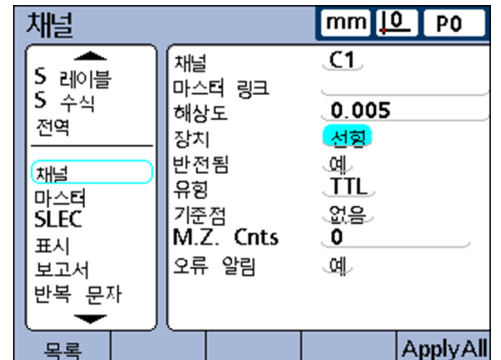 채널 mm 0 P0
S 레이블
S 수식
전역
채널
마스터
SLEC
표시
보고서
반복 문자
채널 C1
마스터 링크
해상도 0.005
장치 선형
반전됨 예
유형 TTL
기준점 없음
M.Z. Cnts 0
오류 알림 예
목록 ApplyAll